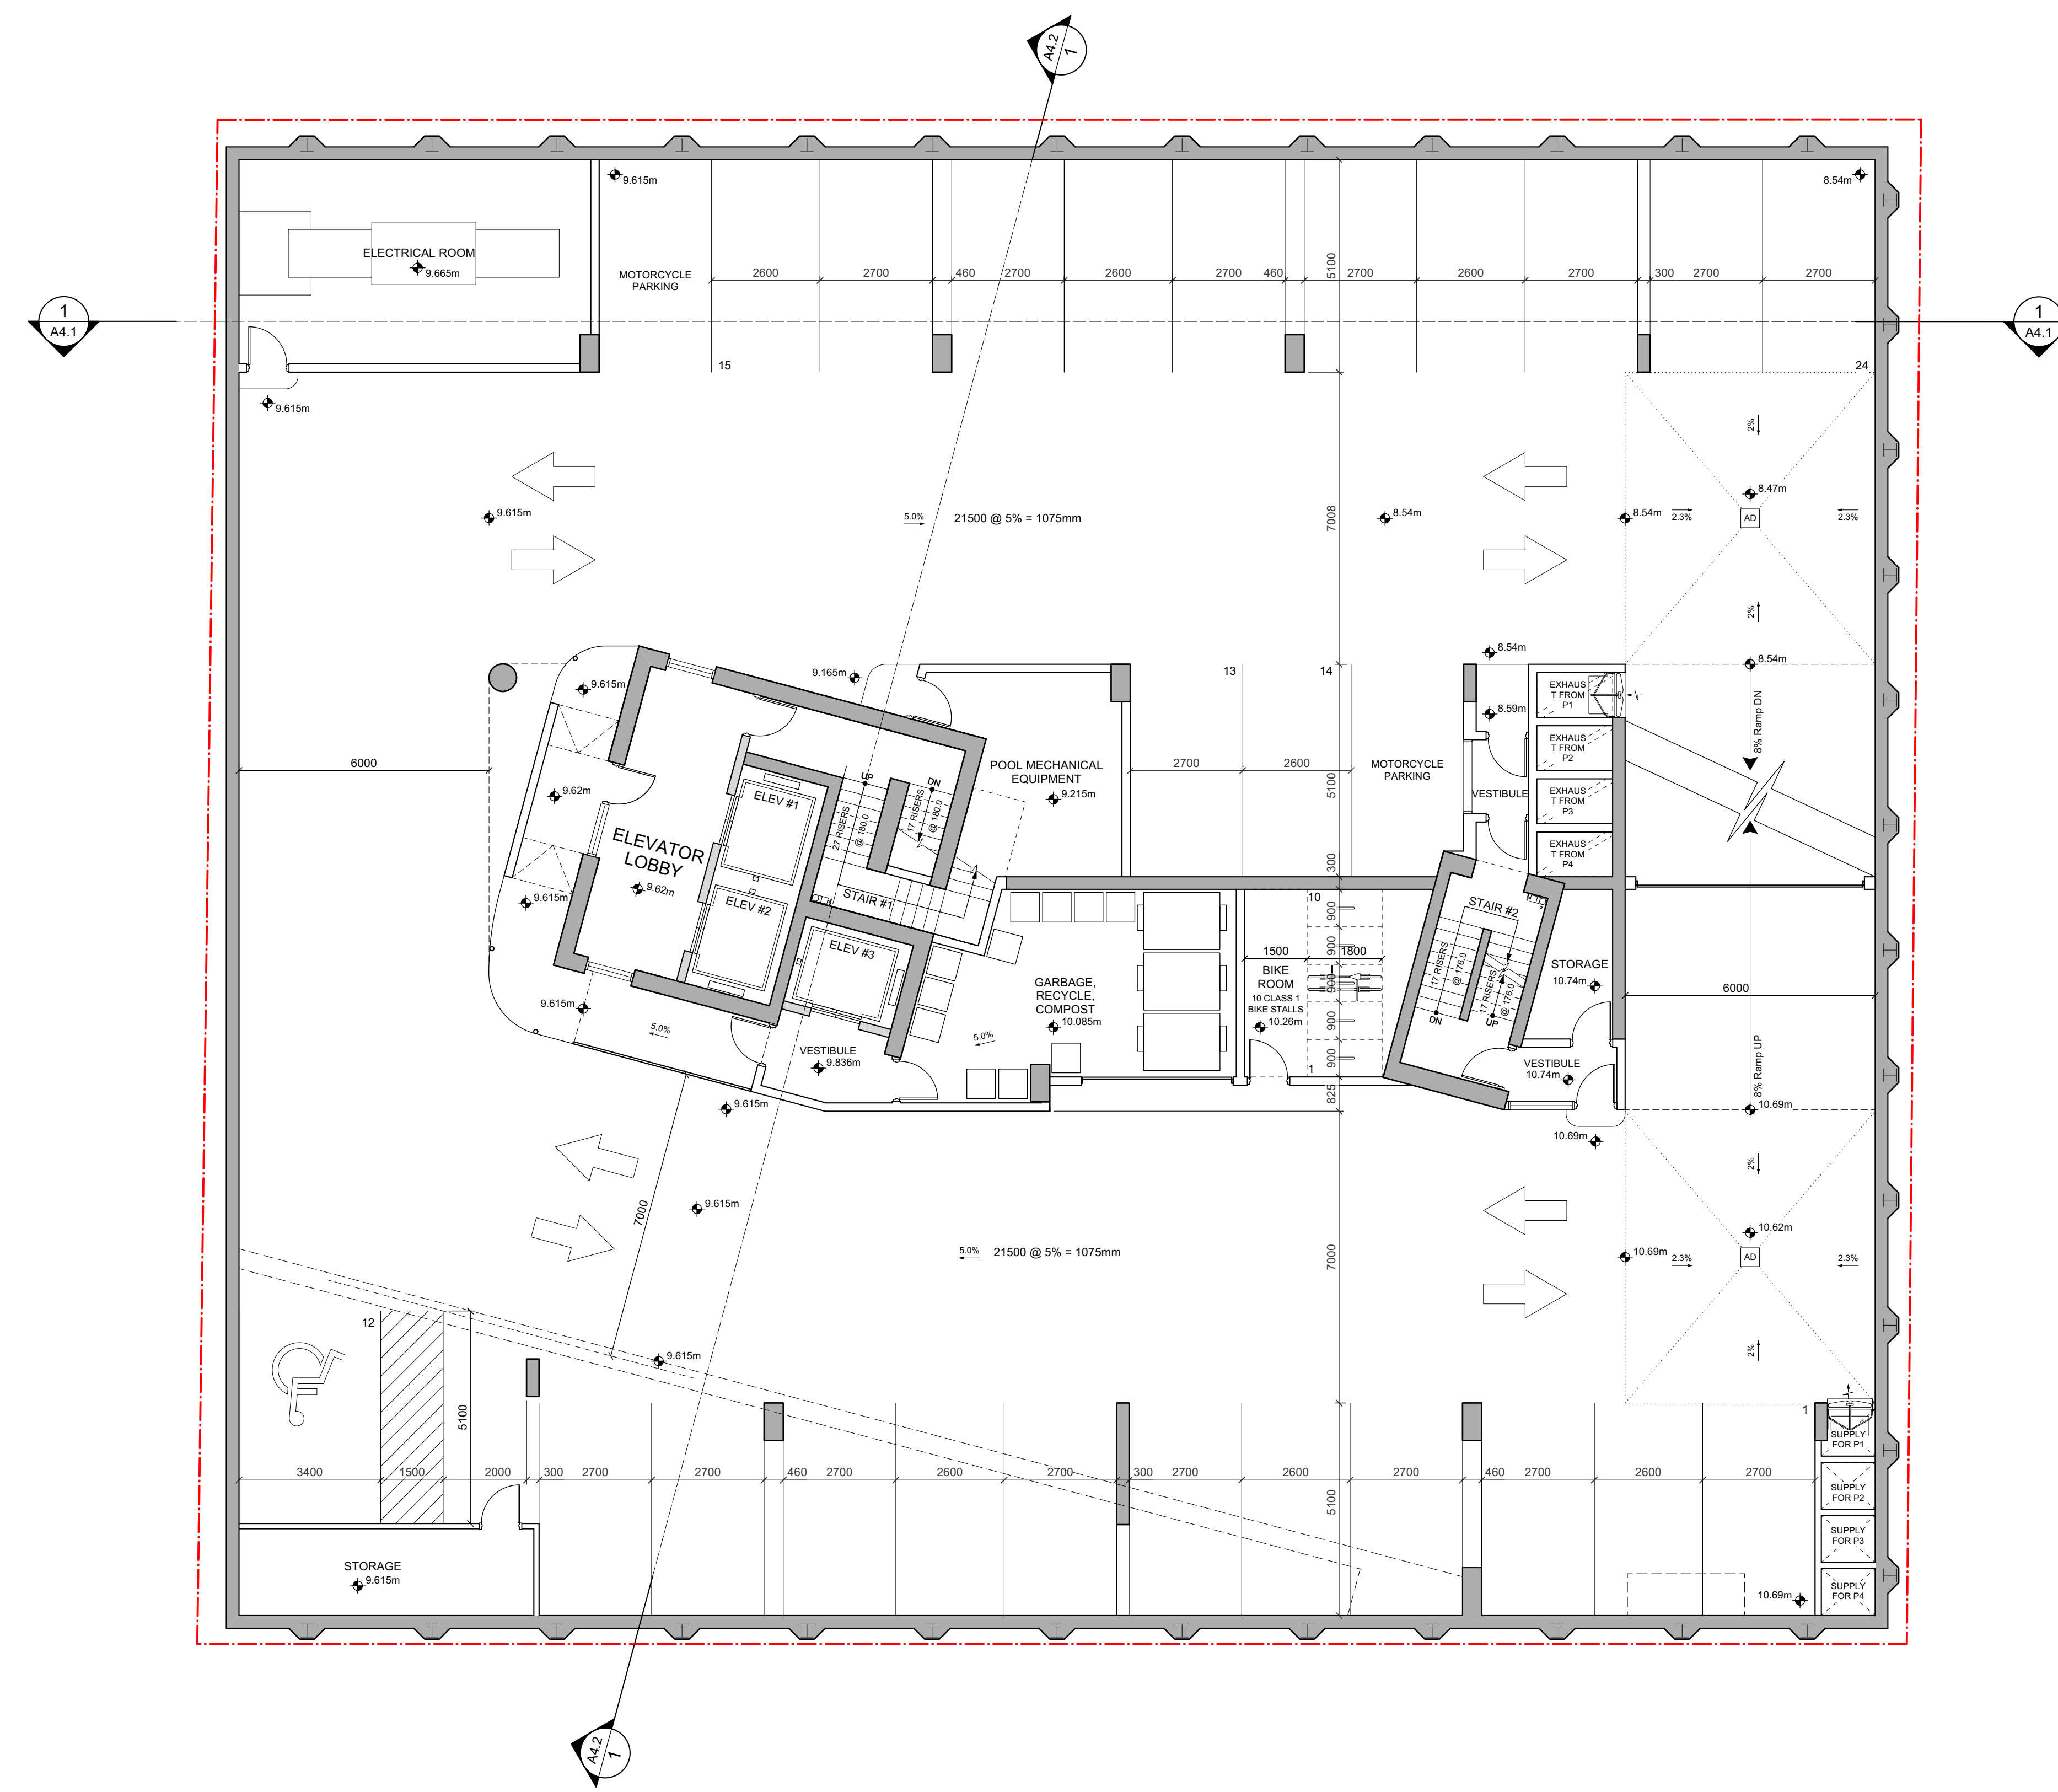 A4.2
1
9.615m
8.54m
ELECTRICAL ROOM
9.665m
MOTORCYCLE
PARKING
2600
2700
460
2700
2600
2700
460
2700
2600
2700
300
2700
2700
5100
1
A4.1
1
A4.1
15
24
9.615m
2%
8.47m
9.615m
5.0%
21500 @ 5% = 1075mm
7008
8.54m
8.54m
2.3%
AD
2.3%
2%
8.54m
8.54m
9.165m
13
14
9.615m
EXHAUS
T FROM
P1
8.59m
8% Ramp DN
EXHAUS
T FROM
P2
6000
POOL MECHANICAL
EQUIPMENT
9.215m
2700
2600
5100
MOTORCYCLE
PARKING
VESTIBULE
EXHAUS
T FROM
P3
EXHAUS
T FROM
P4
UP
DN
ELEV #1
27 RISERS
@ 180.0
17 RISERS
@ 180.0
9.62m
ELEVATOR
LOBBY
9.62m
9.615m
ELEV #2
STAIR #1
300
ELEV #3
10
900
900
900
900
900
825
1500
1800
BIKE
ROOM
10 CLASS 1
BIKE STALLS
10.26m
1
STAIR #2
17 RISERS
@ 176.0
17 RISERS
@ 176.0
DN
UP
STORAGE
10.74m
6000
GARBAGE,
RECYCLE,
COMPOST
10.085m
5.0%
9.615m
5.0%
VESTIBULE
9.836m
VESTIBULE
10.74m
8% Ramp UP
9.615m
10.69m
10.69m
2%
7000
9.615m
5.0%
21500 @ 5% = 1075mm
7000
10.62m
10.69m
2.3%
AD
2.3%
2%
12
9.615m
5100
1
SUPPLY
FOR P1
3400
1500
2000
300
2700
2700
460
2700
2600
2700
300
2700
2600
2700
460
2700
2600
2700
5100
SUPPLY
FOR P2
SUPPLY
FOR P3
STORAGE
9.615m
10.69m
SUPPLY
FOR P4
A4.2
1